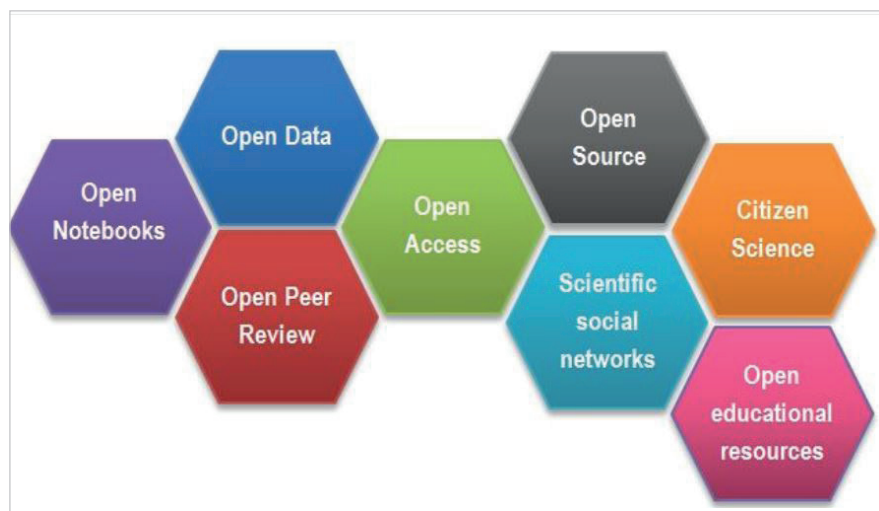 Open
Notebooks
Open Data
Open Peer
Review
Open
Access
Open
Source
Scientific
social
networks
Citizen
Science
Open
educational
resources